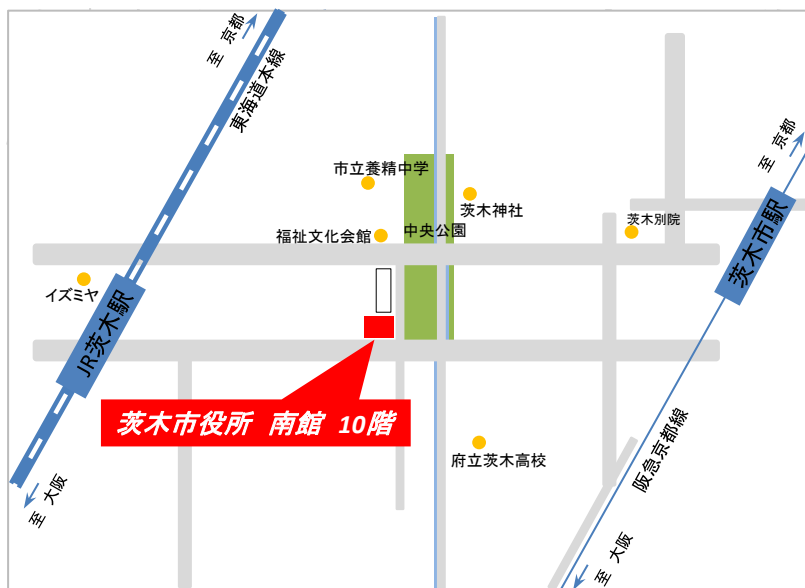 至 京都
東海道本線
至 京都
市立養精中学
茨木神社
茨木別院
福祉文化会館
中央公園
茨木市駅
イズミヤ
JR茨木駅
茨木市役所 南館 10階
府立茨木高校
阪急京都線
至 大阪
至 大阪